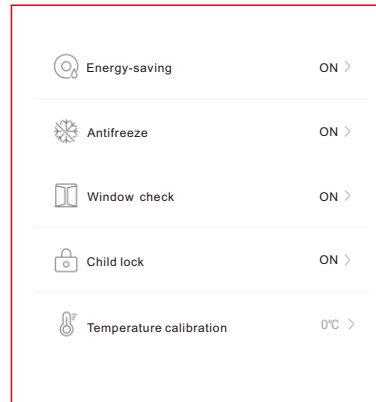 Energy-saving ON >
Antifreeze ON >
Window check ON >
Child lock ON >
Temperature calibration 0℃ >